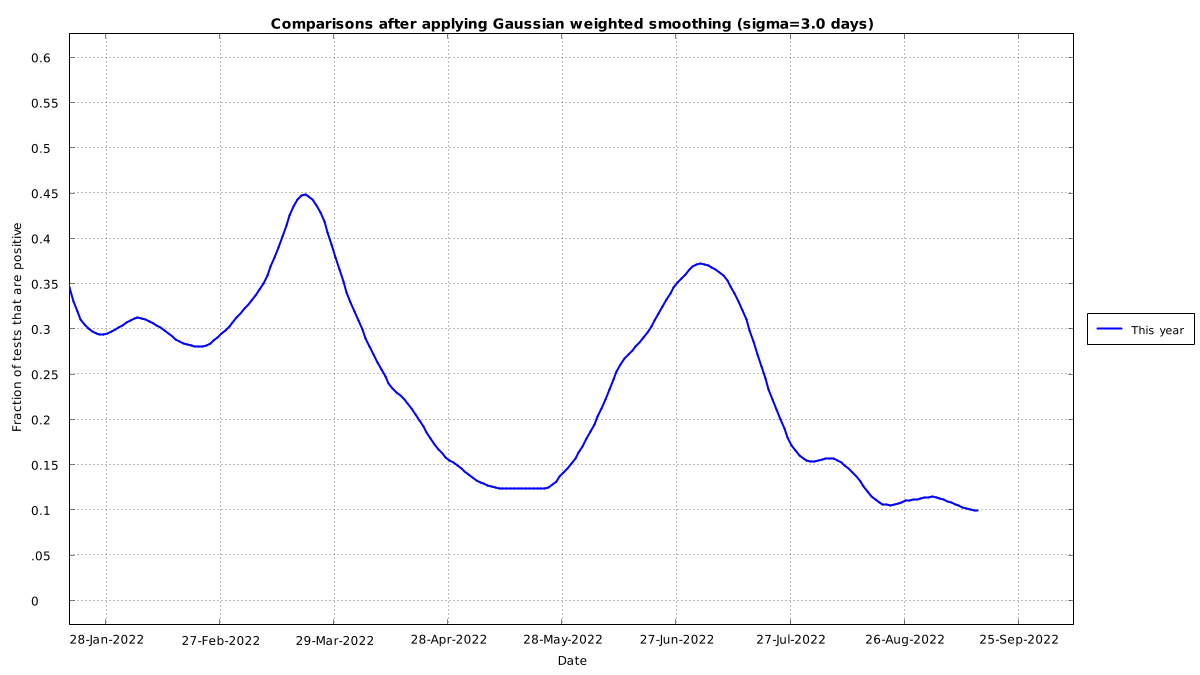 Comparisons after applying Gaussian weighted smoothing (sigma=3.0 days)
0.6
0.55
0.5
0.45
0.4
0.35
0.3
0.25
0.2
0.15
0.1
.05
0
Fraction of tests that are positive
This year
28-Jan-2022 27-Feb-2022 29-Mar-2022 28-Apr-2022 28-May-2022 27-Jun-2022 27-Jul-2022 26-Aug-2022 25-Sep-2022
Date